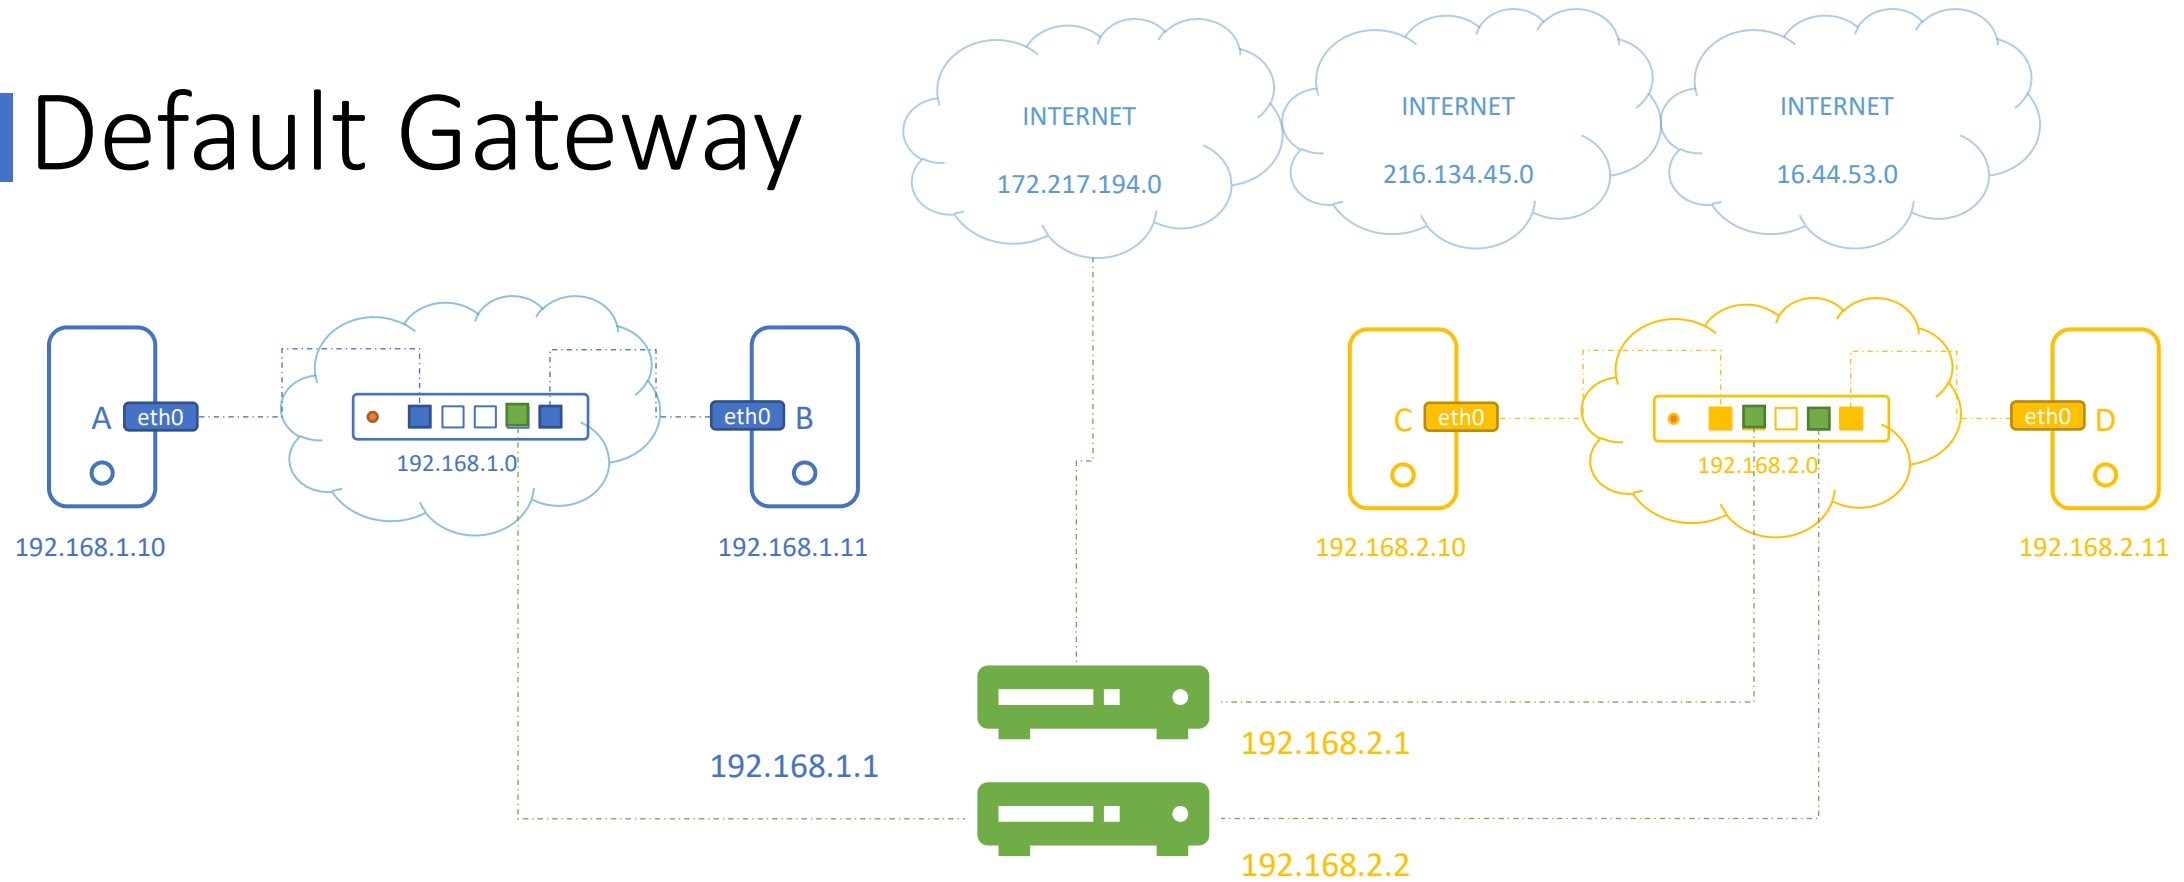 Default Gateway
INTERNET
172.217.194.0
INTERNET
216.134.45.0
INTERNET
16.44.53.0
A
eth0
192.168.1.10
192.168.1.0
eth0
B
192.168.1.11
C
eth0
192.168.2.10
192.168.2.0
eth0
D
192.168.2.11
192.168.1.1
192.168.2.1
192.168.2.2